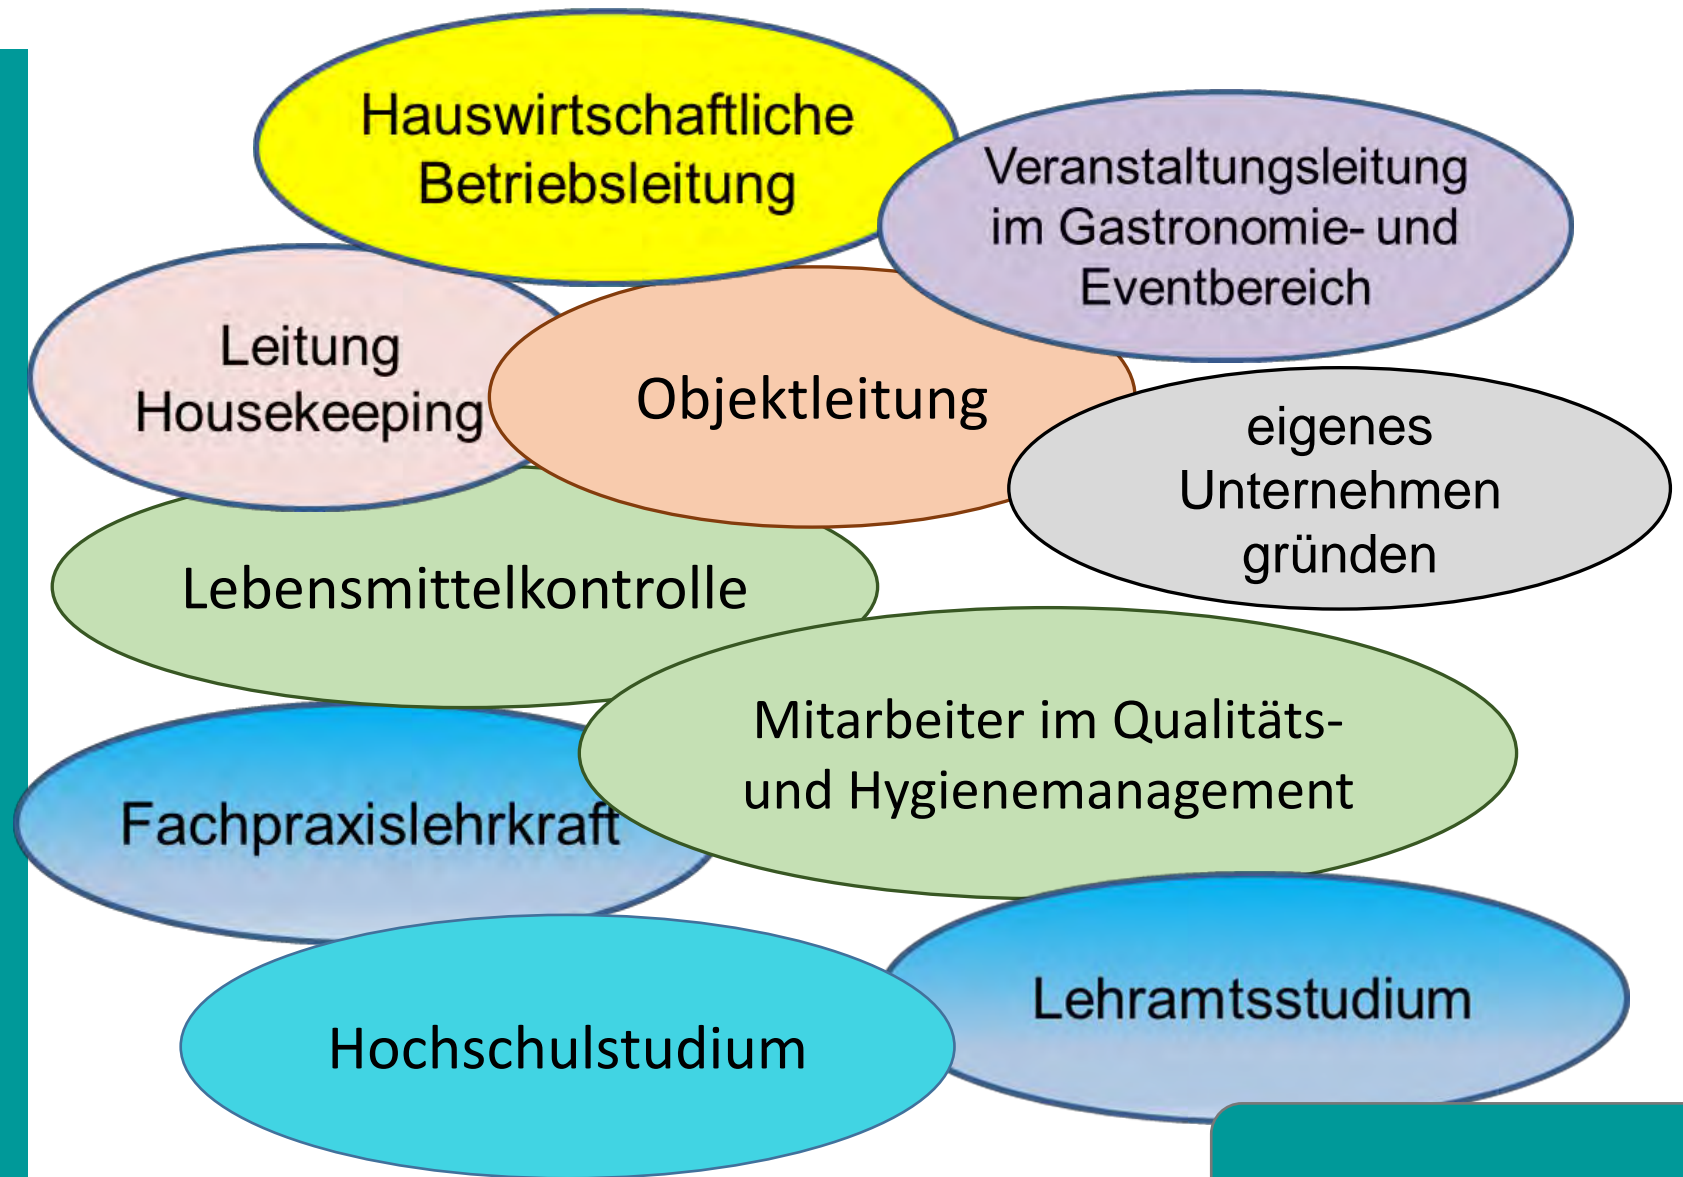 Hauswirtschaftliche
Betriebsleitung
Veranstaltungsleitung
im Gastronomie- und
Eventbereich
Leitung
Housekeeping
Objektleitung
eigenes
Unternehmen
gründen
Lebensmittelkontrolle
Mitarbeiter im Qualitäts-
und Hygienemanagement
Fachpraxislehrkraft
Lehramtsstudium
Hochschulstudium